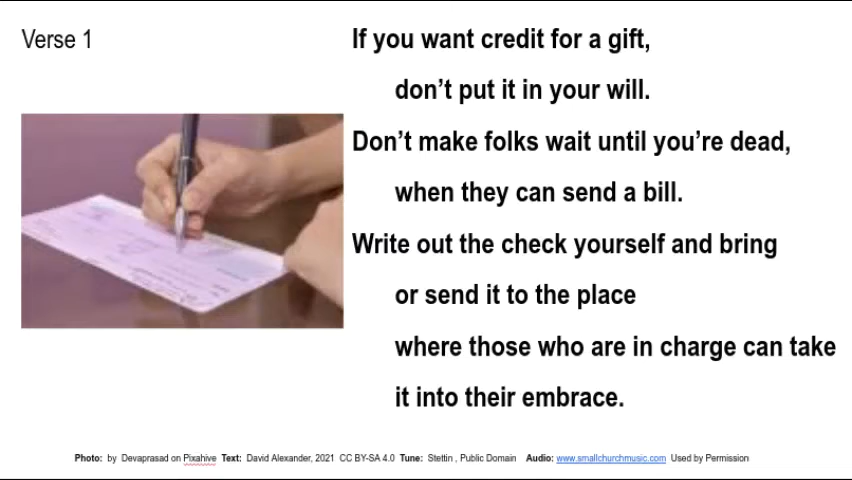 Verse 1
If you want credit for a gift,
don’t put it in your will.
Don’t make folks wait until you’re dead,
when they can send a bill.
Write out the check yourself and bring
or send it to the place
where those who are in charge can take
it into their embrace.
Photo: by Devaprasad on Pixahive Text: David Alexander, 2021 CC BY-SA 4.0 Tune: Stettin , Public Domain Audio: www.smallchurchmusic.com Used by Permission